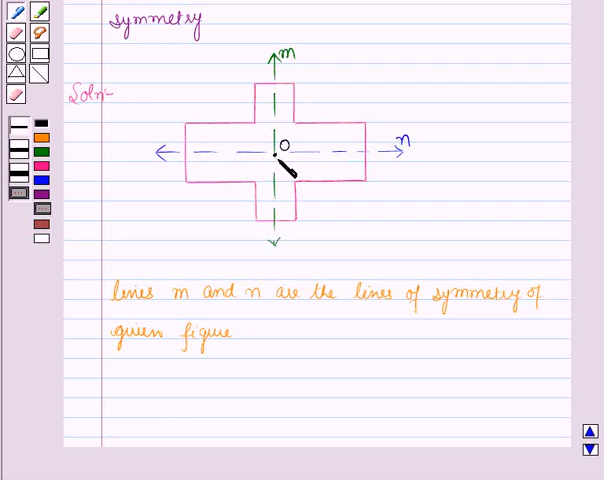 symmetry
m
Soln-
O
n
lines m and n are the lines of symmetry of
given figure